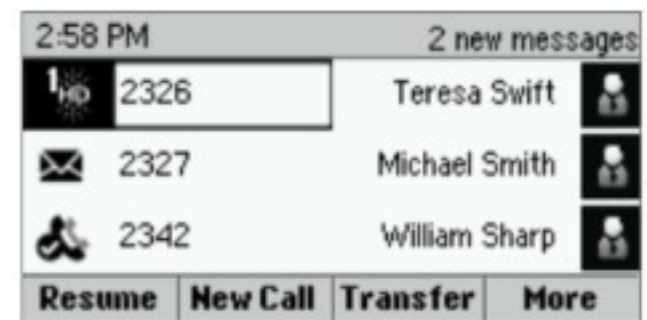 2:58 PM 2 new messages
1 HD 2326 Teresa Swift
2327 Michael Smith
2342 William Sharp
Resume New Call Transfer More